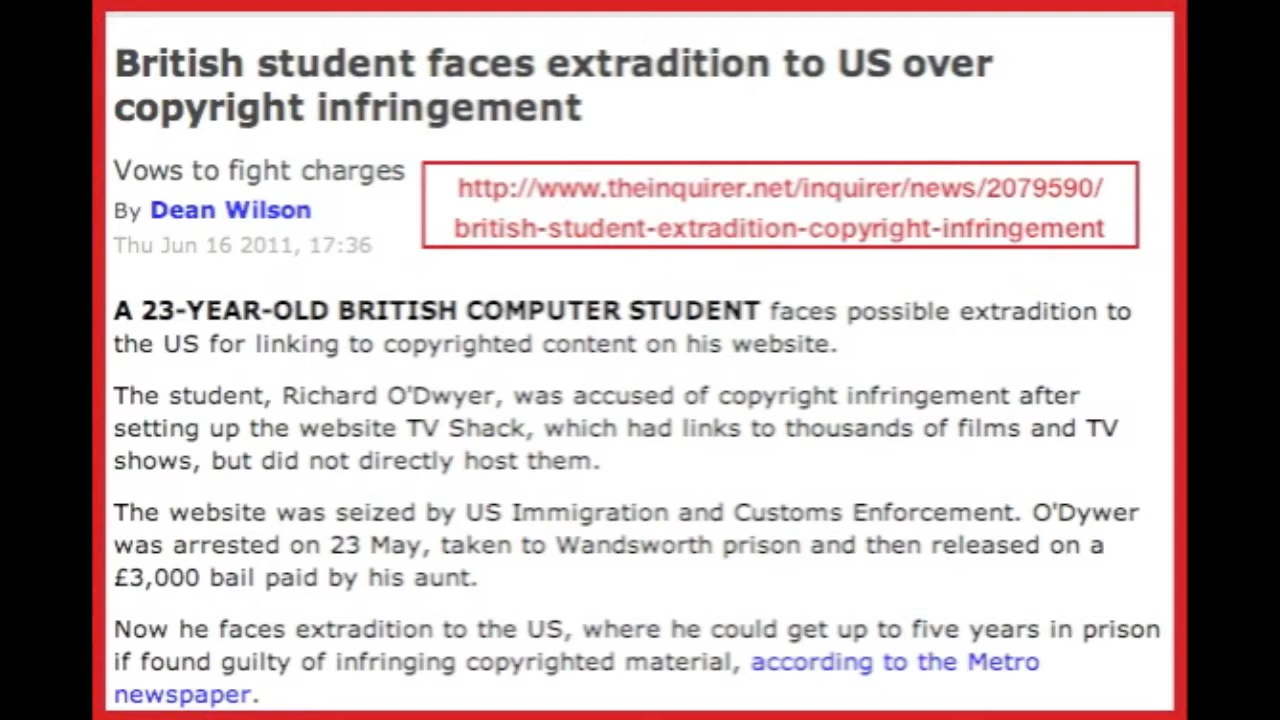 British student faces extradition to US over
copyright infringement
Vows to fight charges
By Dean Wilson
Thu Jun 16 2011, 17:36
http://www.theinquirer.net/inquirer/news/2079590/
british-student-extradition-copyright-infringement
A 23-YEAR-OLD BRITISH COMPUTER STUDENT faces possible extradition to
the US for linking to copyrighted content on his website.
The student, Richard O'Dwyer, was accused of copyright infringement after
setting up the website TV Shack, which had links to thousands of films and TV
shows, but did not directly host them.
The website was seized by US Immigration and Customs Enforcement. O'Dywer
was arrested on 23 May, taken to Wandsworth prison and then released on a
£3,000 bail paid by his aunt.
Now he faces extradition to the US, where he could get up to five years in prison
if found guilty of infringing copyrighted material, according to the Metro
newspaper.